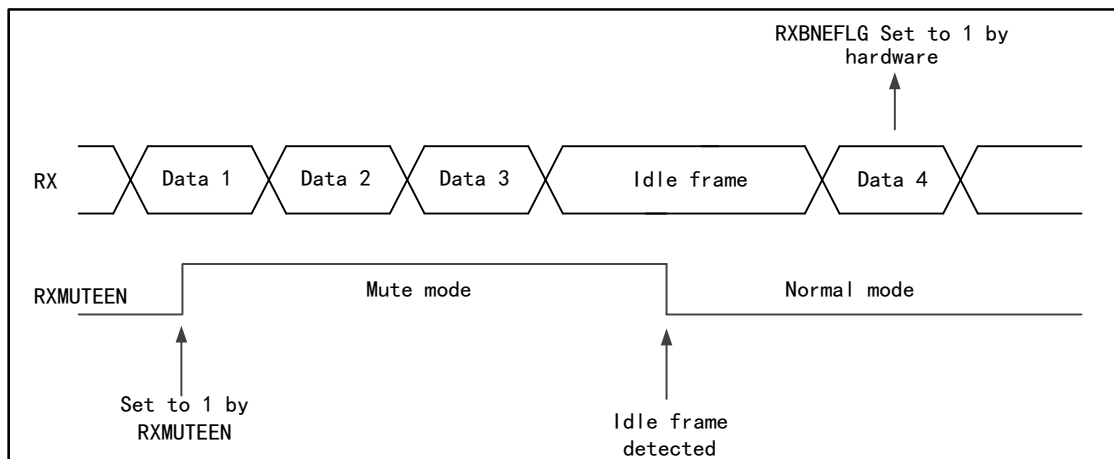 RXBNEFLG Set to 1 by
hardware
RX
Data 1
Data 2
Data 3
Idle frame
Data 4
RXMUTEEN
Mute mode
Normal mode
Set to 1 by
RXMUTEEN
Idle frame
detected